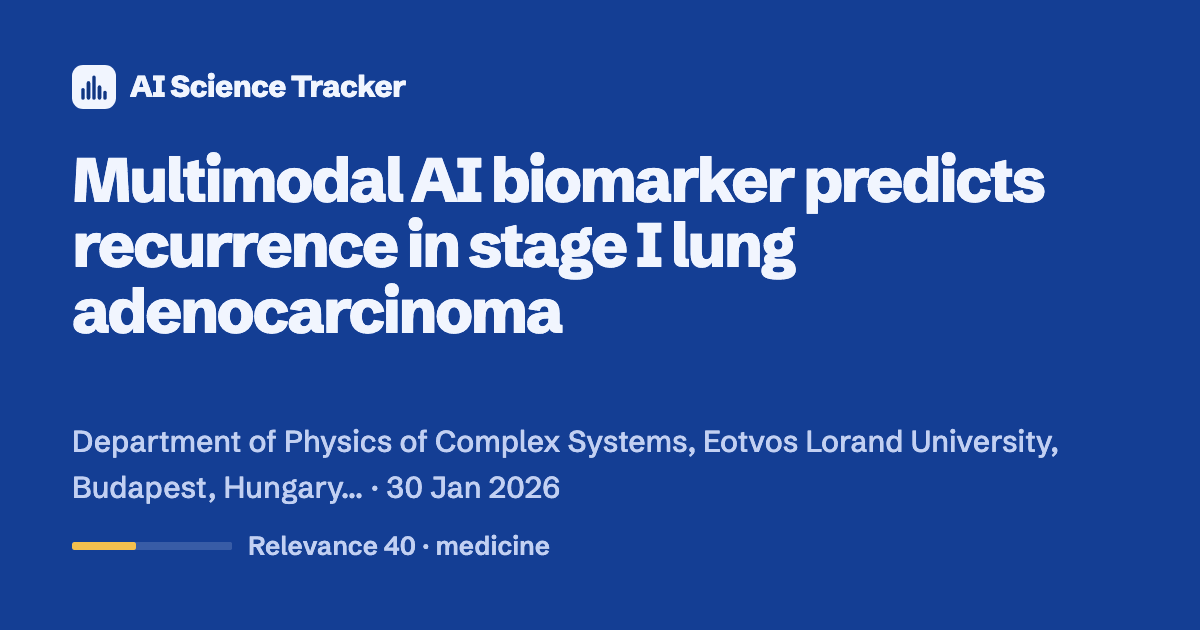 AI Science Tracker
Multimodal AI biomarker predicts
recurrence in stage I lung
adenocarcinoma
Department of Physics of Complex Systems, Eotvos Lorand University,
Budapest, Hungary... · 30 Jan 2026
Relevance 40 · medicine